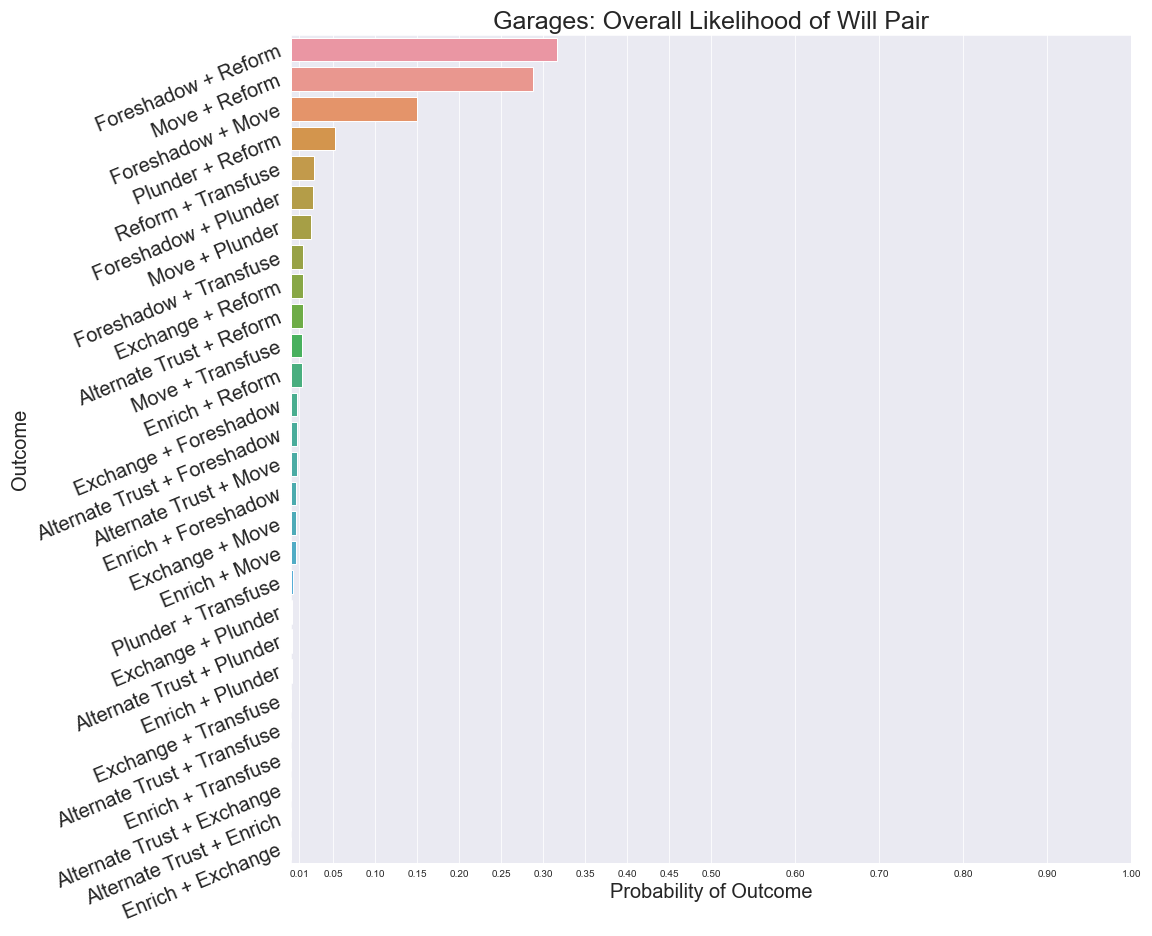 Garages: Overall Likelihood of Will Pair
Foreshadow + Reform
Move + Reform
Foreshadow + Move
Plunder + Reform
Reform + Transfuse
Foreshadow + Plunder
Move + Plunder
Foreshadow + Transfuse
Exchange + Reform
Alternate Trust + Reform
Move + Transfuse
Enrich + Reform
Exchange + Foreshadow
Alternate Trust + Foreshadow
Alternate Trust + Move
Enrich + Foreshadow
Exchange + Move
Enrich + Move
Plunder + Transfuse
Exchange + Plunder
Alternate Trust + Plunder
Enrich + Plunder
Exchange + Transfuse
Alternate Trust + Transfuse
Enrich + Transfuse
Alternate Trust + Exchange
Alternate Trust + Enrich
Enrich + Exchange
Outcome
0.01 0.05 0.10 0.15 0.20 0.25 0.30 0.35 0.40 0.45 0.50 0.60 0.70 0.80 0.90 1.00
Probability of Outcome